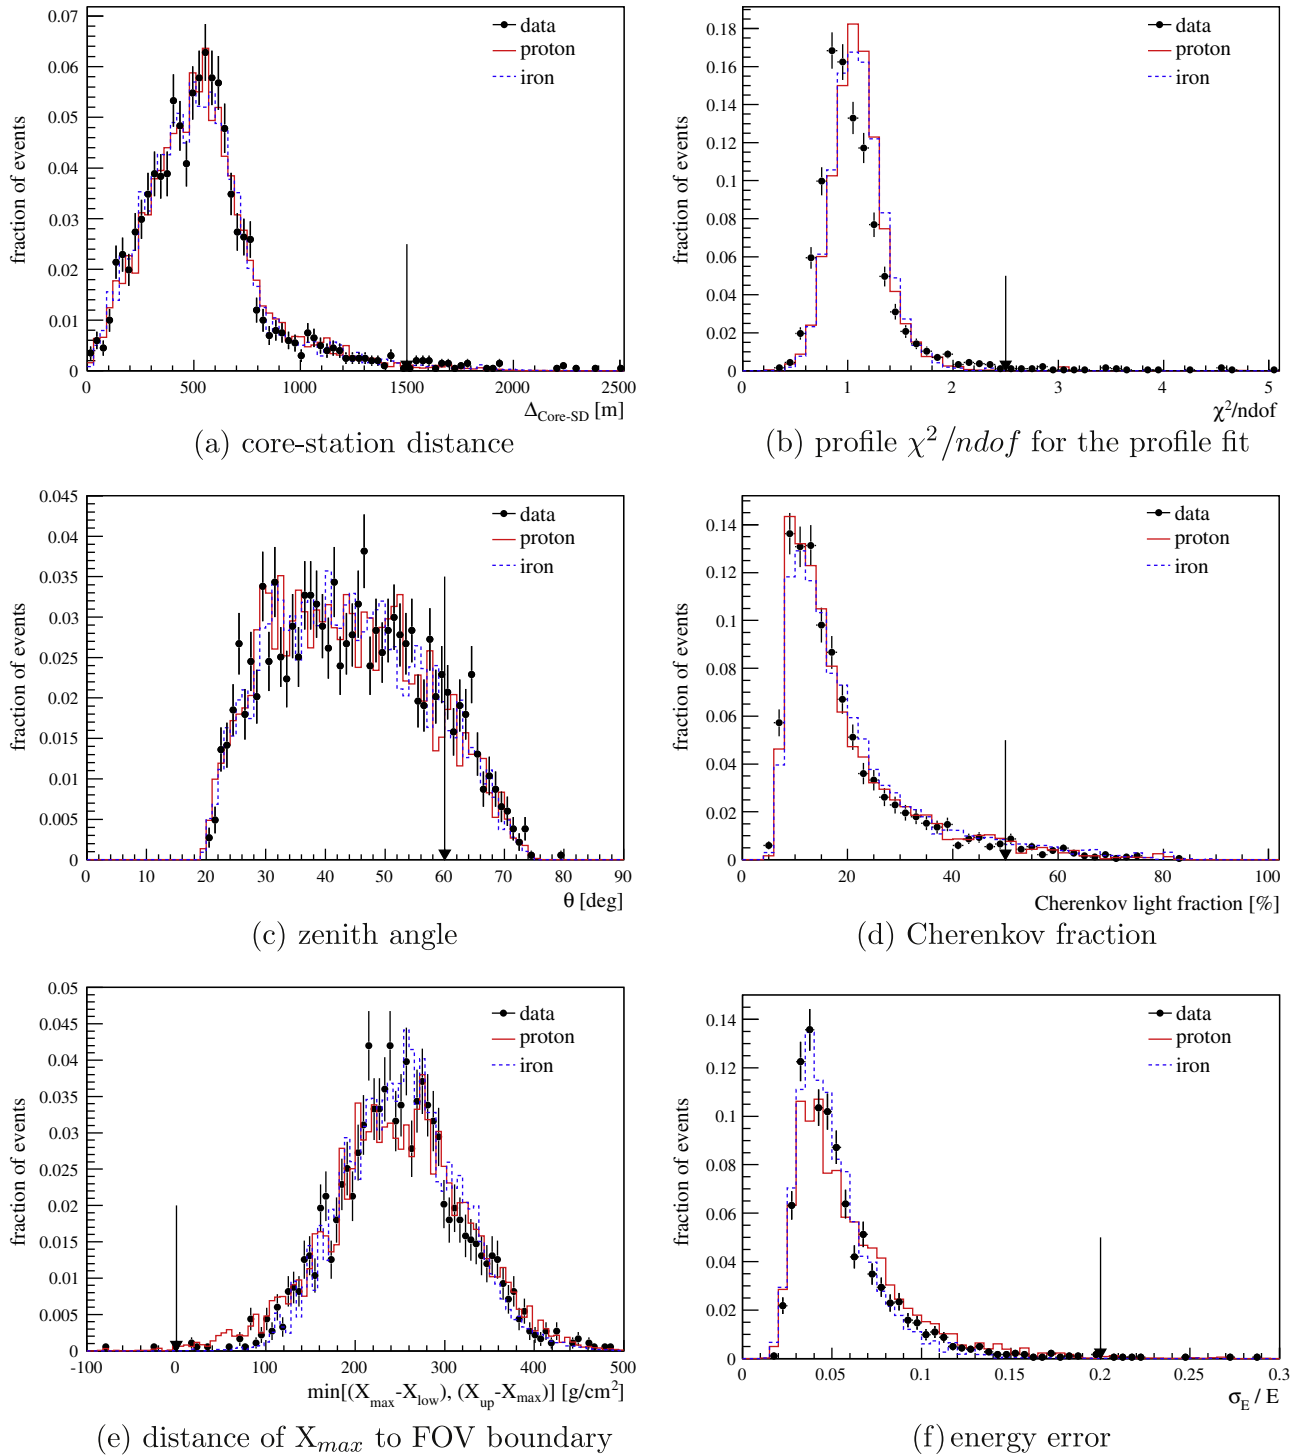 data
proton
iron
fraction of events
0.07
0.06
0.05
0.04
0.03
0.02
0.01
0
0 500 1000 1500 2000 2500
Δ_Core-SD [m]
(a) core-station distance
data
proton
iron
fraction of events
0.18
0.16
0.14
0.12
0.1
0.08
0.06
0.04
0.02
0
0 1 2 3 4 5
χ²/ndof
(b) profile χ²/ndof for the profile fit
data
proton
iron
fraction of events
0.045
0.04
0.035
0.03
0.025
0.02
0.015
0.01
0.005
0
0 10 20 30 40 50 60 70 80 90
θ [deg]
(c) zenith angle
data
proton
iron
fraction of events
0.14
0.12
0.1
0.08
0.06
0.04
0.02
0
0 20 40 60 80 100
Cherenkov light fraction [%]
(d) Cherenkov fraction
data
proton
iron
fraction of events
0.05
0.045
0.04
0.035
0.03
0.025
0.02
0.015
0.01
0.005
0
-100 0 100 200 300 400 500
min[(X_max-X_low), (X_up-X_max)] [g/cm²]
(e) distance of X_max to FOV boundary
data
proton
iron
fraction of events
0.14
0.12
0.1
0.08
0.06
0.04
0.02
0
0 0.05 0.1 0.15 0.2 0.25 0.3
σ_E / E
(f) energy error